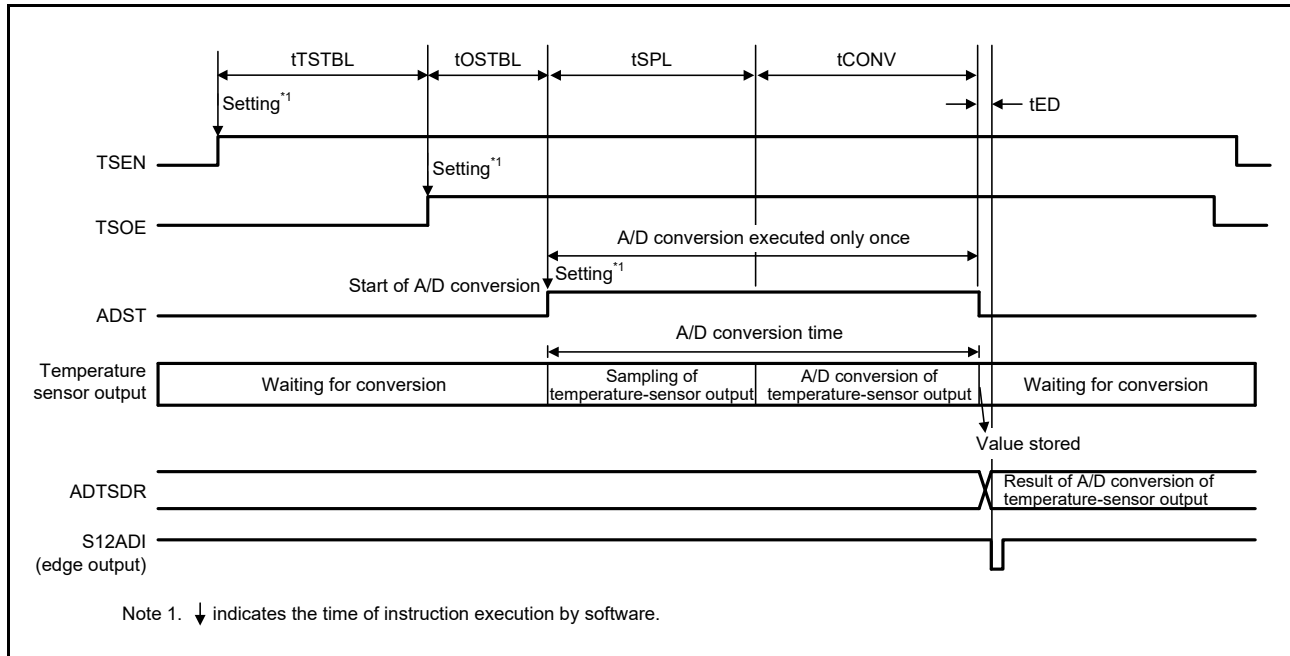 tTSTBL
tOSTBL
tSPL
tCONV
tED
Setting*1
TSEN
Setting*1
TSOE
A/D conversion executed only once
Start of A/D conversion
Setting*1
ADST
A/D conversion time
Temperature
sensor output
Waiting for conversion
Sampling of
temperature-sensor output
A/D conversion of
temperature-sensor output
Waiting for conversion
Value stored
ADTSDR
Result of A/D conversion of
temperature-sensor output
S12ADI
(edge output)
Note 1. ↓ indicates the time of instruction execution by software.